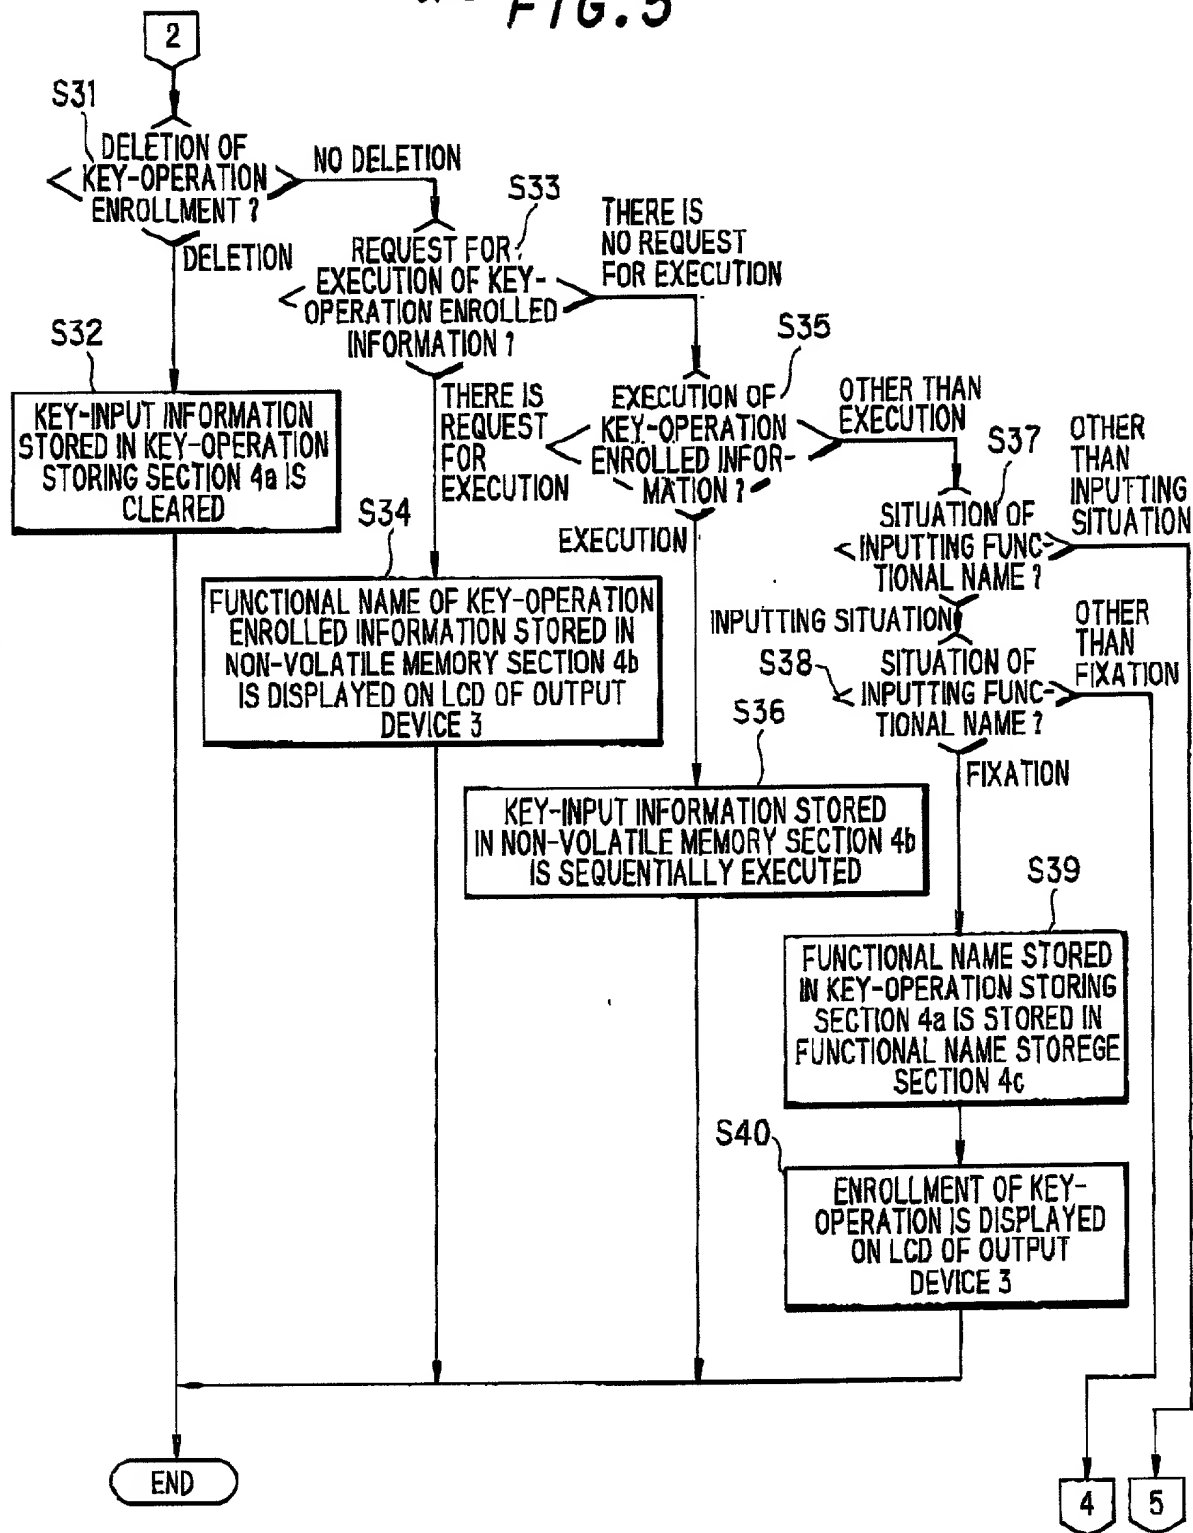 FIG.5
2
S31
DELETION OF
KEY-OPERATION
ENROLLMENT ?
NO DELETION
DELETION
S33
REQUEST FOR
EXECUTION OF KEY-
OPERATION ENROLLED
INFORMATION ?
THERE IS
NO REQUEST
FOR EXECUTION
S32
KEY-INPUT INFORMATION
STORED IN KEY-OPERATION
STORING SECTION 4a IS
CLEARED
THERE IS
REQUEST
FOR
EXECUTION
S35
EXECUTION OF
KEY-OPERATION
ENROLLED INFOR-
MATION ?
OTHER THAN
EXECUTION
EXECUTION
S34
FUNCTIONAL NAME OF KEY-OPERATION
ENROLLED INFORMATION STORED IN
NON-VOLATILE MEMORY SECTION 4b
IS DISPLAYED ON LCD OF OUTPUT
DEVICE 3
S37
SITUATION OF
INPUTTING FUNC-
TIONAL NAME ?
OTHER
THAN
INPUTTING
SITUATION
INPUTTING SITUATION
S38
SITUATION OF
INPUTTING FUNC-
TIONAL NAME ?
OTHER
THAN
FIXATION
FIXATION
S36
KEY-INPUT INFORMATION STORED
IN NON-VOLATILE MEMORY SECTION 4b
IS SEQUENTIALLY EXECUTED
S39
FUNCTIONAL NAME STORED
IN KEY-OPERATION STORING
SECTION 4a IS STORED IN
FUNCTIONAL NAME STOREGE
SECTION 4c
S40
ENROLLMENT OF KEY-
OPERATION IS DISPLAYED
ON LCD OF OUTPUT
DEVICE 3
END
4
5